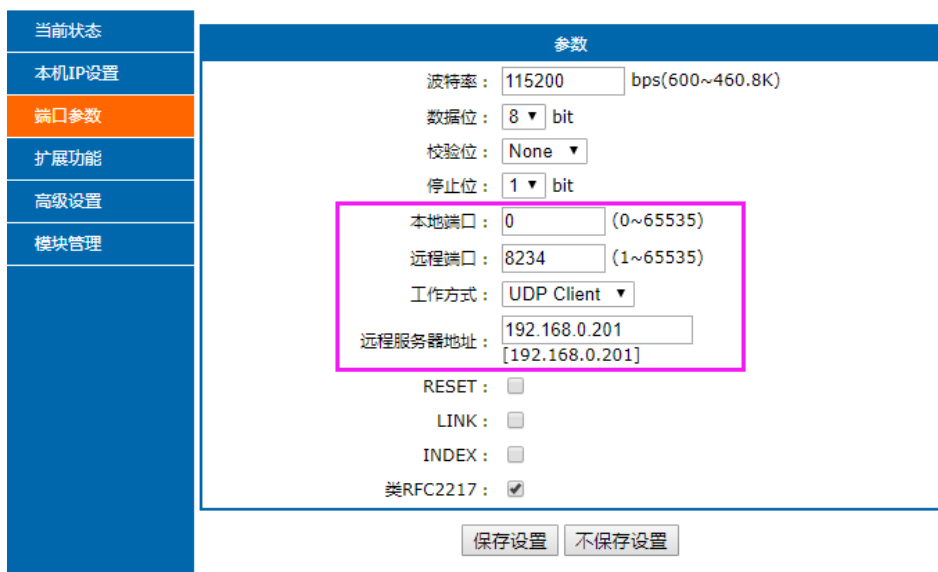 当前状态
本机IP设置
端口参数
扩展功能
高级设置
模块管理
参数
波特率： 115200 bps(600~460.8K)
数据位： 8 bit
校验位： None
停止位： 1 bit
本地端口： 0 (0~65535)
远程端口： 8234 (1~65535)
工作方式： UDP Client
远程服务器地址： 192.168.0.201
[192.168.0.201]
RESET：
LINK：
INDEX：
类RFC2217：
保存设置 不保存设置